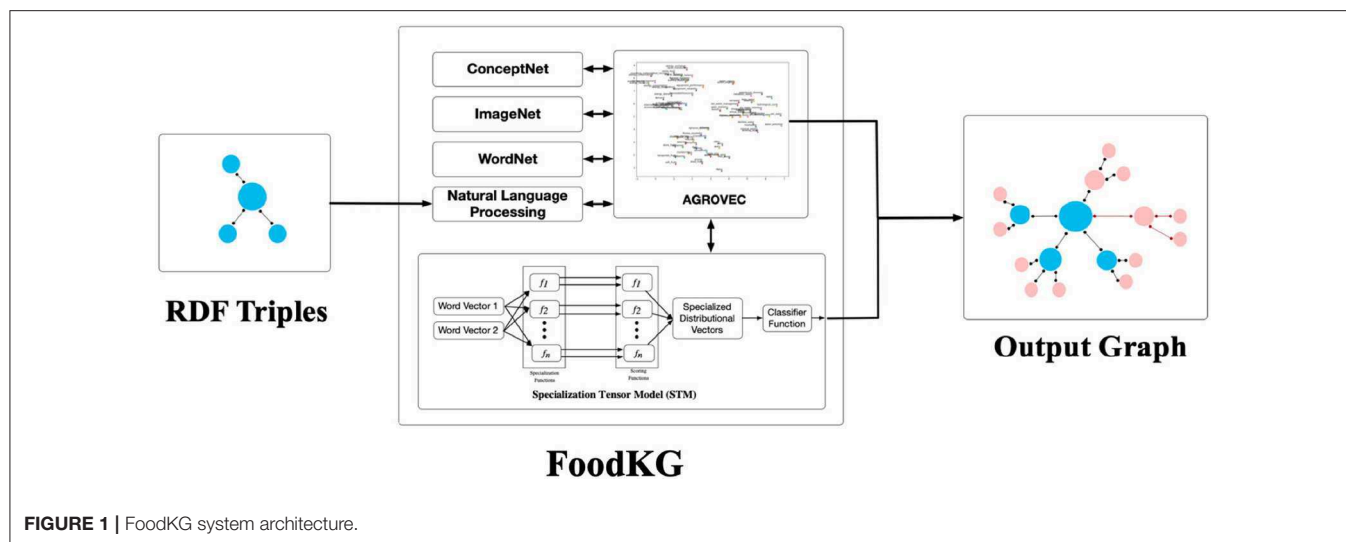 ConceptNet
ImageNet
WordNet
Natural Language
Processing
AGROVEC
RDF Triples
Word Vector 1
Word Vector 2
f1
f2
fn
Specialization
Functions
f1
f2
fn
Scoring
Functions
Specialized
Distributional
Vectors
Classifier
Function
Specialization Tensor Model (STM)
FoodKG
Output Graph
FIGURE 1 | FoodKG system architecture.